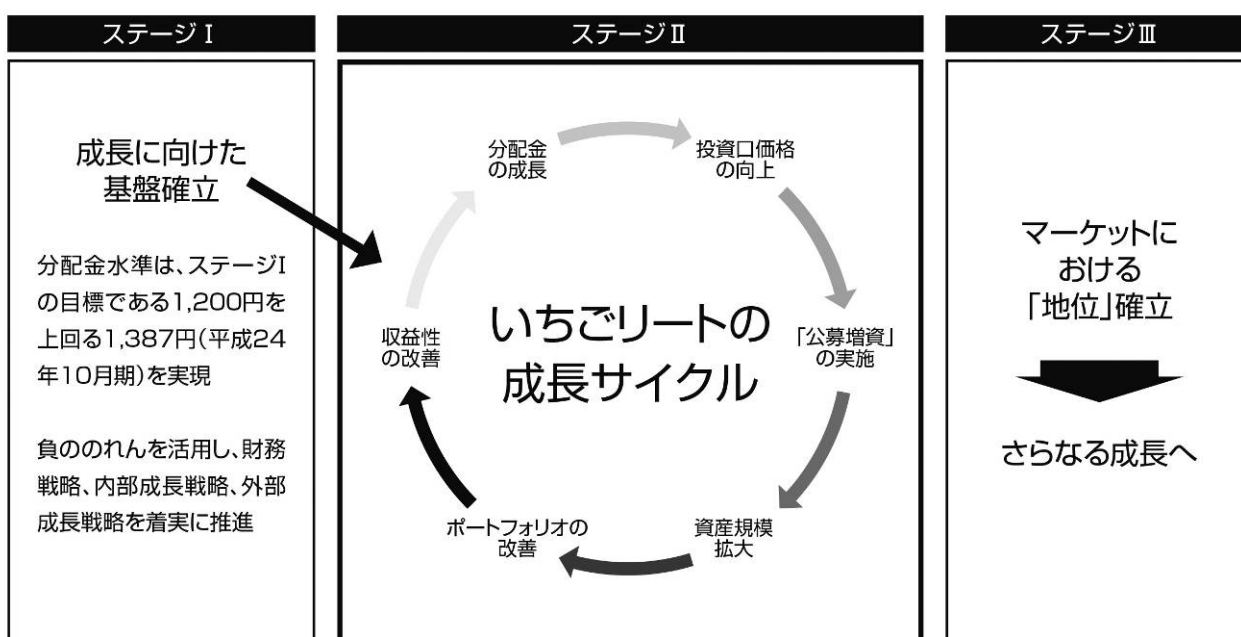 ステージⅠ
成長に向けた
基盤確立
分配金水準は、ステージⅠ
の目標である1,200円を
上回る1,387円(平成24
年10月期)を実現
負ののれんを活用し、財務
戦略、内部成長戦略、外部
成長戦略を着実に推進
ステージⅡ
いちごリートの
成長サイクル
分配金
の成長
投資口価格
の向上
「公募増資」
の実施
資産規模
拡大
ポートフォリオの
改善
収益性
の改善
ステージⅢ
マーケットに
おける
「地位」確立
さらなる成長へ